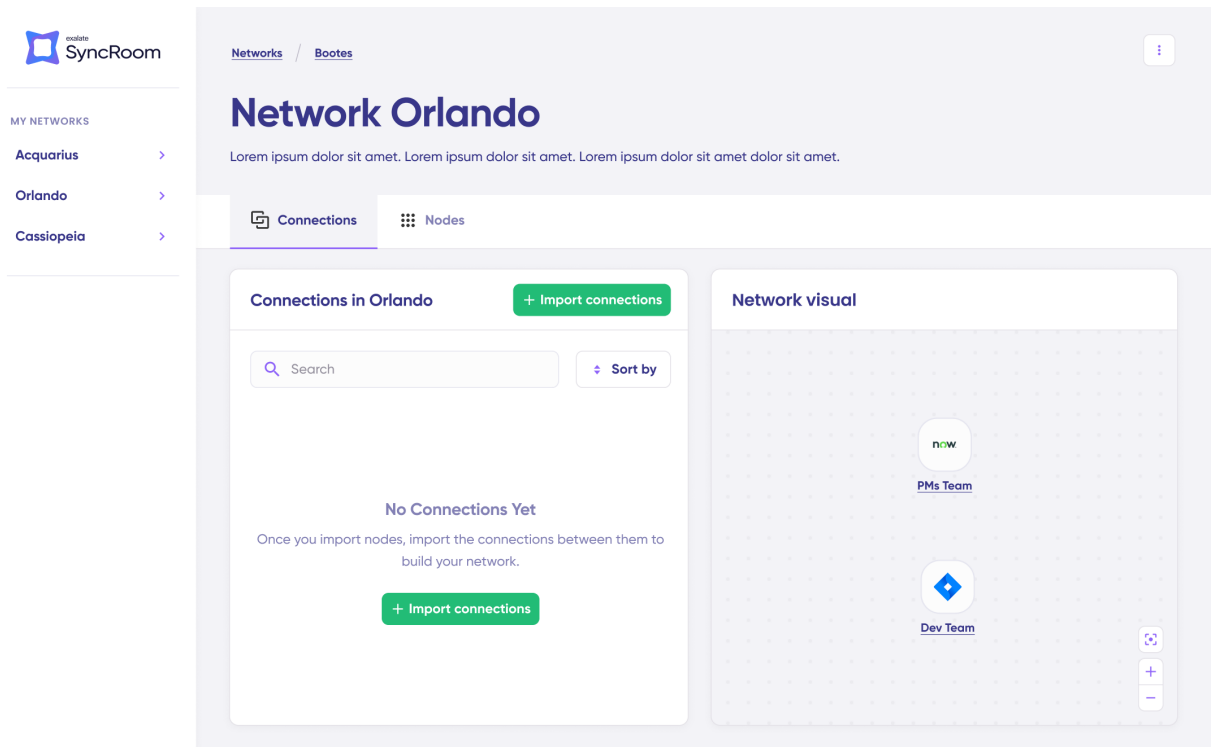 exalate
SyncRoom
MY NETWORKS
Acquarius
Orlando
Cassiopeia
Networks / Bootes
Network Orlando
Lorem ipsum dolor sit amet. Lorem ipsum dolor sit amet. Lorem ipsum dolor sit amet dolor sit amet.
Connections
Nodes
Connections in Orlando
+ Import connections
Search
Sort by
No Connections Yet
Once you import nodes, import the connections between them to
build your network.
+ Import connections
Network visual
now
PMs Team
Dev Team